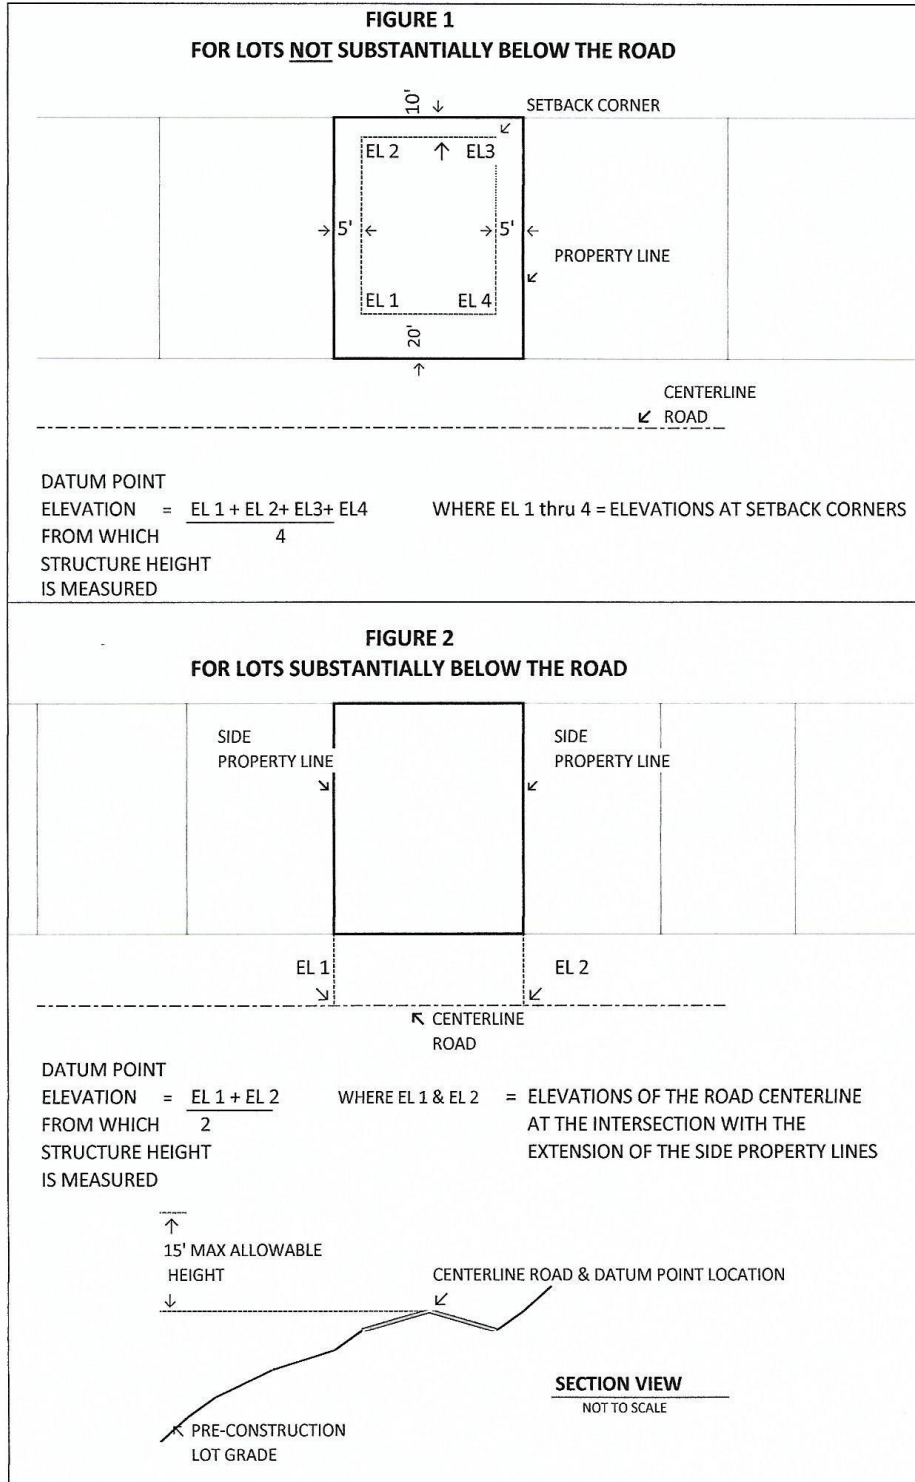 FIGURE 1
FOR LOTS NOT SUBSTANTIALLY BELOW THE ROAD
10'
SETBACK CORNER
EL 2
EL3
5'
5'
PROPERTY LINE
EL 1
EL 4
20'
CENTERLINE
ROAD
DATUM POINT
ELEVATION = EL 1 + EL 2+ EL3+ EL4 WHERE EL 1 thru 4 = ELEVATIONS AT SETBACK CORNERS
FROM WHICH 4
STRUCTURE HEIGHT
IS MEASURED
FIGURE 2
FOR LOTS SUBSTANTIALLY BELOW THE ROAD
SIDE
PROPERTY LINE
SIDE
PROPERTY LINE
EL 1
EL 2
CENTERLINE
ROAD
DATUM POINT
ELEVATION = EL 1 + EL 2 WHERE EL 1 & EL 2 = ELEVATIONS OF THE ROAD CENTERLINE
FROM WHICH 2 AT THE INTERSECTION WITH THE
STRUCTURE HEIGHT EXTENSION OF THE SIDE PROPERTY LINES
IS MEASURED
15' MAX ALLOWABLE
HEIGHT
CENTERLINE ROAD & DATUM POINT LOCATION
SECTION VIEW
NOT TO SCALE
PRE-CONSTRUCTION
LOT GRADE